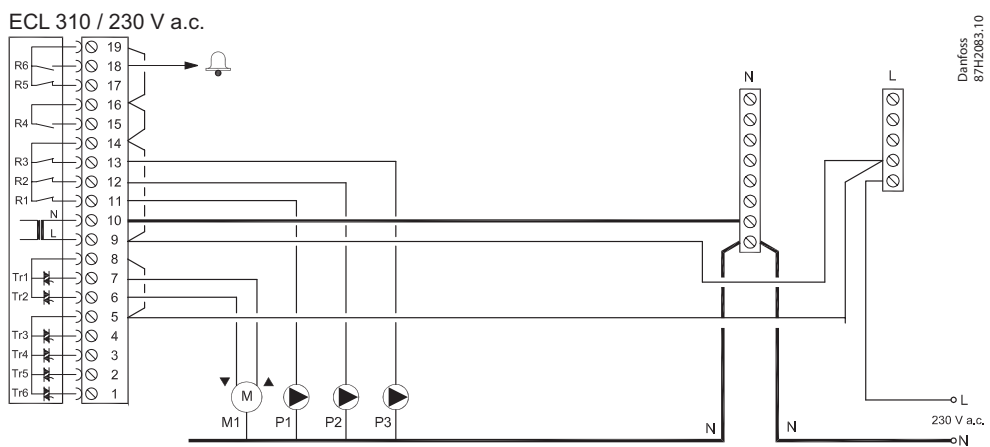 ECL 310 / 230 V a.c.
Danfoss
87H2083.10
19
R6 18
R5 17
16
R4 15
14
R3 13
R2 12
R1 11
N 10
L 9
8
Tr1 7
Tr2 6
5
Tr3 4
Tr4 3
Tr5 2
Tr6 1
N
L
M
M1 P1 P2 P3
N N
L
230 V a.c.
N